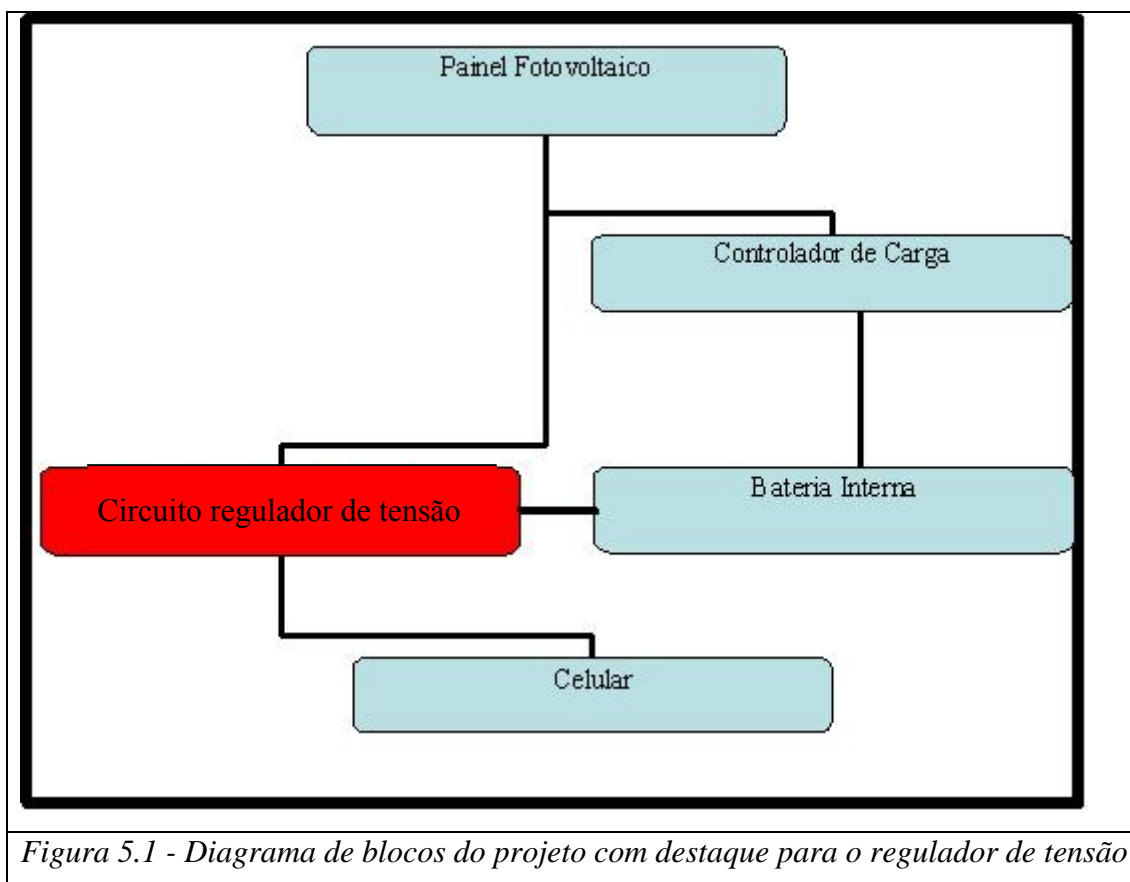 Painel Fotovoltaico
Controlador de Carga
Circuito regulador de tensão
Bateria Interna
Celular
Figura 5.1 - Diagrama de blocos do projeto com destaque para o regulador de tensão